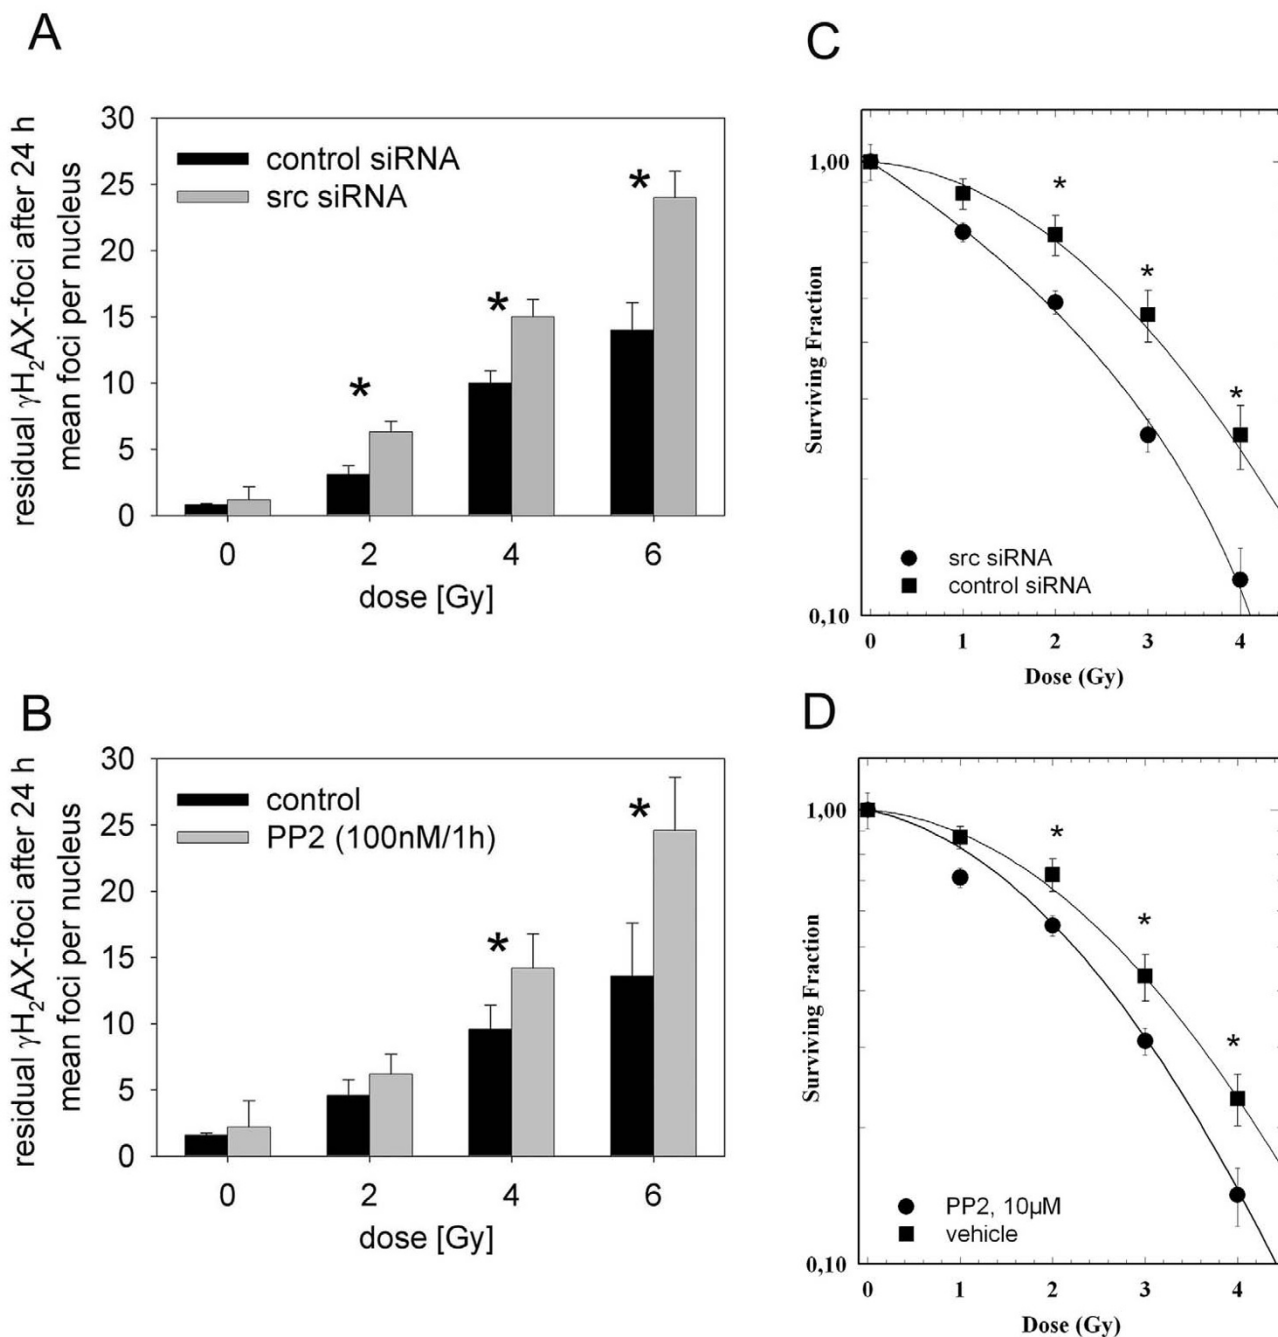 A
residual γH₂AX-foci after 24 h
mean foci per nucleus
30
25
20
15
10
5
0
control siRNA
src siRNA
*
*
*
0 2 4 6
dose [Gy]
B
residual γH₂AX-foci after 24 h
mean foci per nucleus
30
25
20
15
10
5
0
control
PP2 (100nM/1h)
*
*
0 2 4 6
dose [Gy]
C
Surviving Fraction
1,00
0,10
*
*
*
src siRNA
control siRNA
0 1 2 3 4
Dose (Gy)
D
Surviving Fraction
1,00
0,10
*
*
*
PP2, 10µM
vehicle
0 1 2 3 4
Dose (Gy)